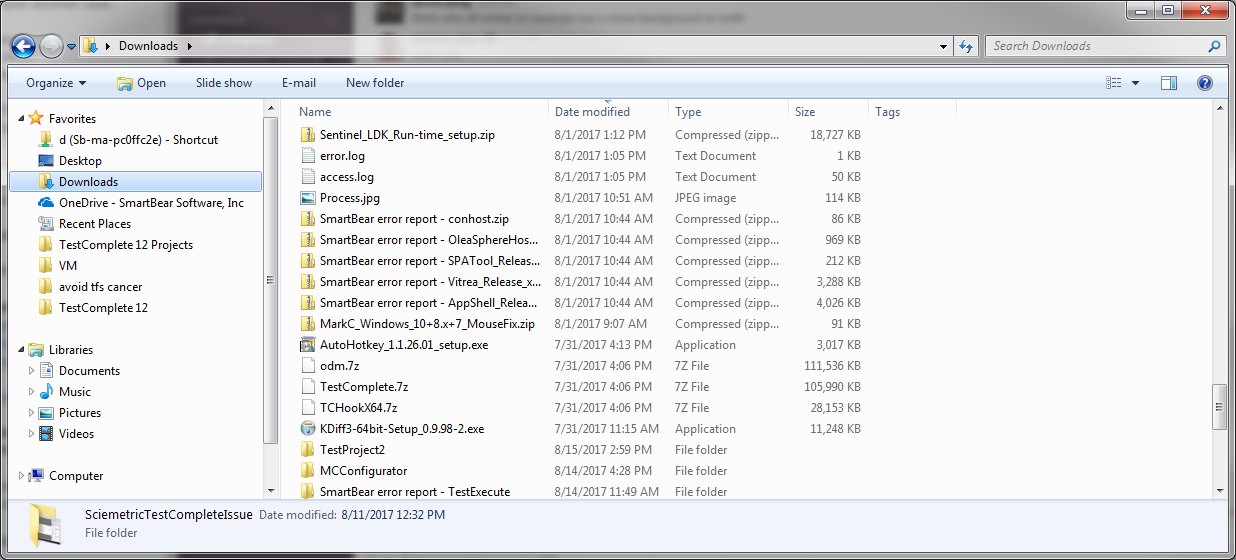 Downloads
Search Downloads
Organize Open Slide show E-mail New folder
Name Date modified Type Size Tags
Favorites
d (Sb-ma-pc0ffc2e) - Shortcut
Desktop
Downloads
OneDrive - SmartBear Software, Inc
Recent Places
TestComplete 12 Projects
VM
avoid tfs cancer
TestComplete 12
Libraries
Documents
Music
Pictures
Videos
Computer
Sentinel_LDK_Run-time_setup.zip 8/1/2017 1:12 PM Compressed (zipp... 18,727 KB
error.log 8/1/2017 1:05 PM Text Document 1 KB
access.log 8/1/2017 1:05 PM Text Document 50 KB
Process.jpg 8/1/2017 10:51 AM JPEG image 114 KB
SmartBear error report - conhost.zip 8/1/2017 10:44 AM Compressed (zipp... 86 KB
SmartBear error report - OleaSphereHos... 8/1/2017 10:44 AM Compressed (zipp... 969 KB
SmartBear error report - SPATool_Releas... 8/1/2017 10:44 AM Compressed (zipp... 212 KB
SmartBear error report - Vitrea_Release_x... 8/1/2017 10:44 AM Compressed (zipp... 3,288 KB
SmartBear error report - AppShell_Relea... 8/1/2017 10:44 AM Compressed (zipp... 4,026 KB
MarkC_Windows_10+8.x+7_MouseFix.zip 8/1/2017 9:07 AM Compressed (zipp... 91 KB
AutoHotkey_1.1.26.01_setup.exe 7/31/2017 4:13 PM Application 3,017 KB
odm.7z 7/31/2017 4:06 PM 7Z File 111,536 KB
TestComplete.7z 7/31/2017 4:06 PM 7Z File 105,990 KB
TCHookX64.7z 7/31/2017 4:06 PM 7Z File 28,153 KB
KDiff3-64bit-Setup_0.9.98-2.exe 7/31/2017 11:15 AM Application 11,248 KB
TestProject2 8/15/2017 2:59 PM File folder
MCConfigurator 8/14/2017 4:28 PM File folder
SmartBear error report - TestExecute 8/14/2017 11:49 AM File folder
SciemetricTestCompleteIssue Date modified: 8/11/2017 12:32 PM
File folder